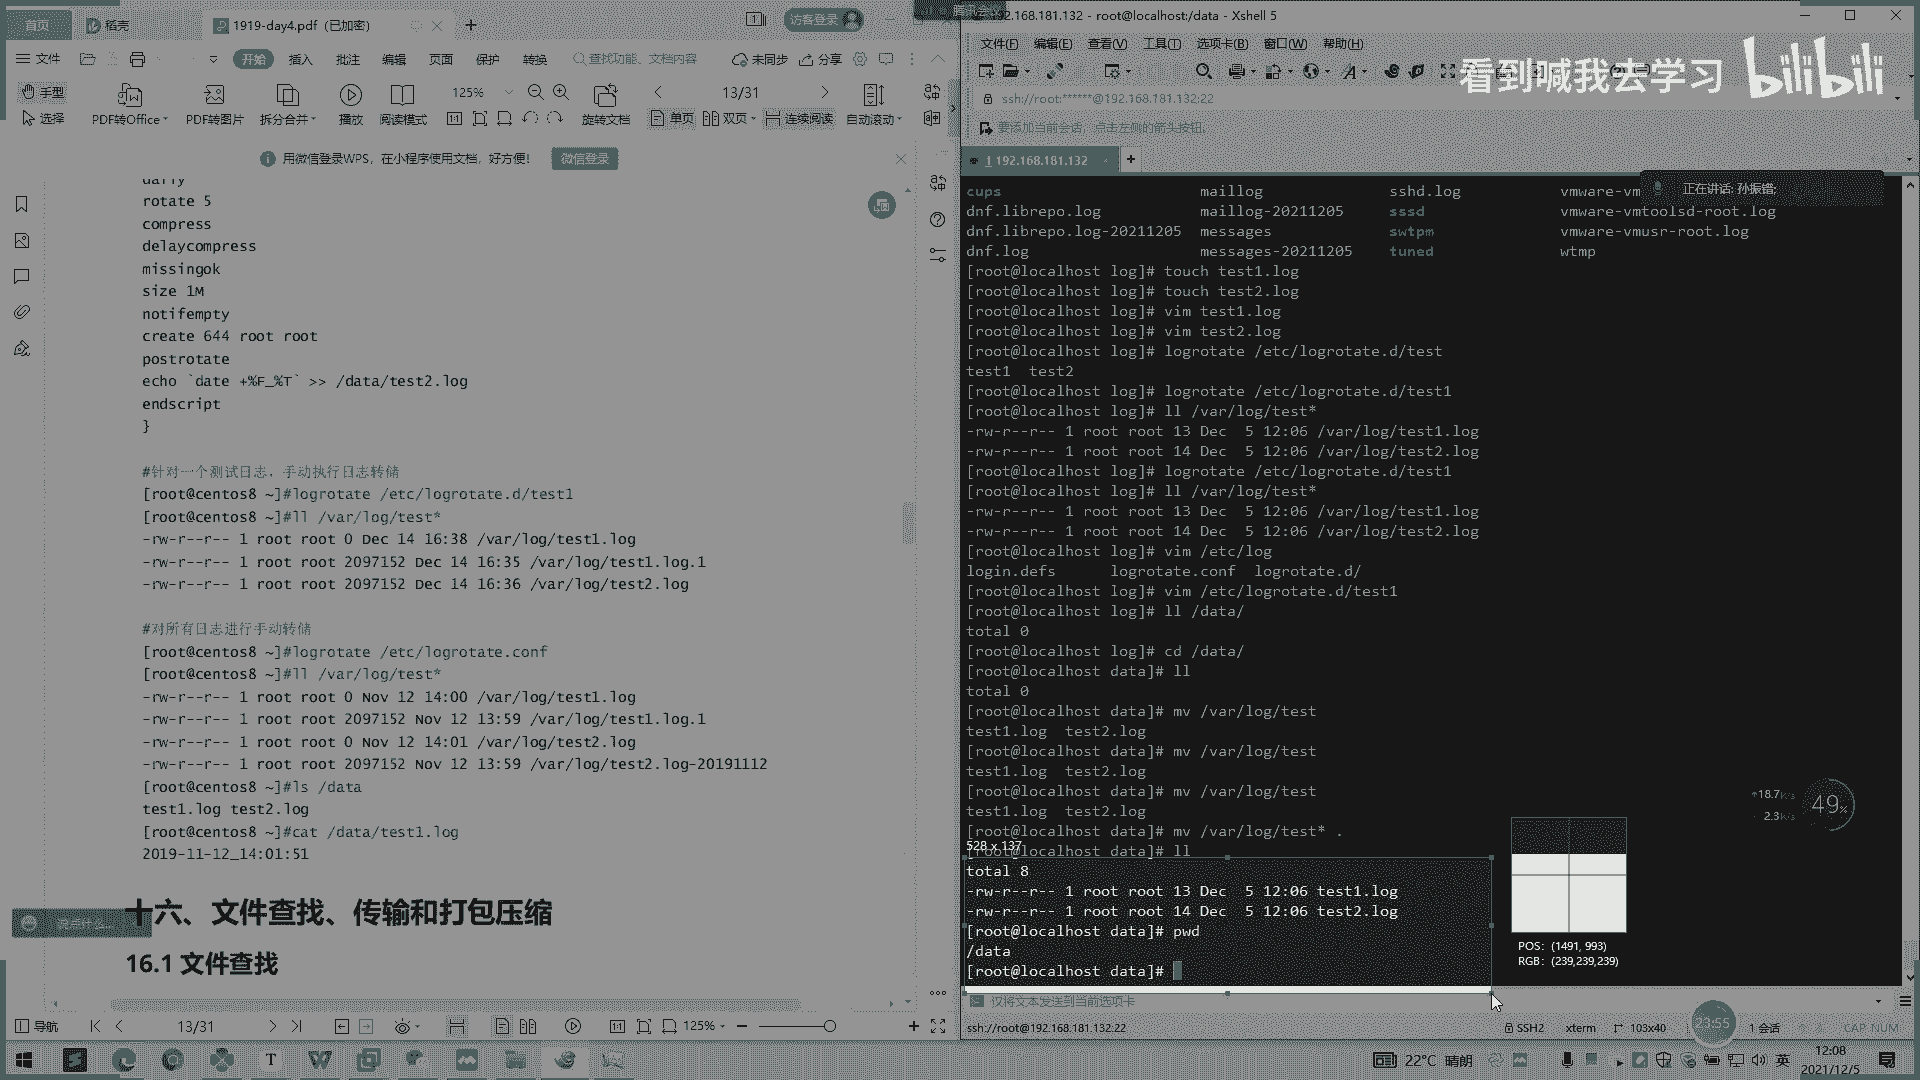 首页
稻壳
1919-day4.pdf (已加密)
访客登录
文件
开始 插入 批注 编辑 页面 保护 转换
查找功能、文档内容
未同步 分享
手型
选择
PDF转Office
PDF转图片
拆分合并
播放
阅读模式
125%
旋转文档
13/31
单页 双页 连续阅读
自动滚动
用微信登录WPS，在小程序使用文档，好方便！
微信登录
daily
rotate 5
compress
delaycompress
missingok
size 1M
notifempty
create 644 root root
postrotate
echo `date +%F_%T` >> /data/test2.log
endscript
}
#针对一个测试日志，手动执行日志转储
[root@centos8 ~]#logrotate /etc/logrotate.d/test1
[root@centos8 ~]#ll /var/log/test*
-rw-r--r-- 1 root root 0 Dec 14 16:38 /var/log/test1.log
-rw-r--r-- 1 root root 2097152 Dec 14 16:35 /var/log/test1.log.1
-rw-r--r-- 1 root root 2097152 Dec 14 16:36 /var/log/test2.log
#对所有日志进行手动转储
[root@centos8 ~]#logrotate /etc/logrotate.conf
[root@centos8 ~]#ll /var/log/test*
-rw-r--r-- 1 root root 0 Nov 12 14:00 /var/log/test1.log
-rw-r--r-- 1 root root 2097152 Nov 12 13:59 /var/log/test1.log.1
-rw-r--r-- 1 root root 0 Nov 12 14:01 /var/log/test2.log
-rw-r--r-- 1 root root 2097152 Nov 12 13:59 /var/log/test2.log-20191112
[root@centos8 ~]#ls /data
test1.log test2.log
[root@centos8 ~]#cat /data/test1.log
2019-11-12_14:01:51
十六、文件查找、传输和打包压缩
16.1 文件查找
导航
13/31
125%
192.168.181.132 - root@localhost:/data - Xshell 5
文件(F) 编辑(E) 查看(V) 工具(T) 选项卡(B) 窗口(W) 帮助(H)
看到喊我去学习 bilibili
ssh://root:******@192.168.181.132:22
要添加当前会话，点击左侧的箭头按钮。
1 192.168.181.132
正在讲话: 孙振锴;
cups maillog sshd.log vmware-vm
dnf.librepo.log maillog-20211205 sssd vmware-vmtoolsd-root.log
dnf.librepo.log-20211205 messages swtpm vmware-vmusr-root.log
dnf.log messages-20211205 tuned wtmp
[root@localhost log]# touch test1.log
[root@localhost log]# touch test2.log
[root@localhost log]# vim test1.log
[root@localhost log]# vim test2.log
[root@localhost log]# logrotate /etc/logrotate.d/test
test1 test2
[root@localhost log]# logrotate /etc/logrotate.d/test1
[root@localhost log]# ll /var/log/test*
-rw-r--r-- 1 root root 13 Dec 5 12:06 /var/log/test1.log
-rw-r--r-- 1 root root 14 Dec 5 12:06 /var/log/test2.log
[root@localhost log]# logrotate /etc/logrotate.d/test1
[root@localhost log]# ll /var/log/test*
-rw-r--r-- 1 root root 13 Dec 5 12:06 /var/log/test1.log
-rw-r--r-- 1 root root 14 Dec 5 12:06 /var/log/test2.log
[root@localhost log]# vim /etc/log
login.defs logrotate.conf logrotate.d/
[root@localhost log]# vim /etc/logrotate.d/test1
[root@localhost log]# ll /data/
total 0
[root@localhost log]# cd /data/
[root@localhost data]# ll
total 0
[root@localhost data]# mv /var/log/test
test1.log test2.log
[root@localhost data]# mv /var/log/test
test1.log test2.log
[root@localhost data]# mv /var/log/test
test1.log test2.log
[root@localhost data]# mv /var/log/test* .
528 x 137
[root@localhost data]# ll
total 8
-rw-r--r-- 1 root root 13 Dec 5 12:06 test1.log
-rw-r--r-- 1 root root 14 Dec 5 12:06 test2.log
[root@localhost data]# pwd
/data
[root@localhost data]#
18.7K/s
2.3K/s
49%
POS: (1491, 993)
RGB: (239,239,239)
仅将文本发送到当前选项卡
ssh://root@192.168.181.132:22
SSH2 xterm 103x40 23:55 1 会话 CAP NUM
22°C 晴朗
英
12:08
2021/12/5